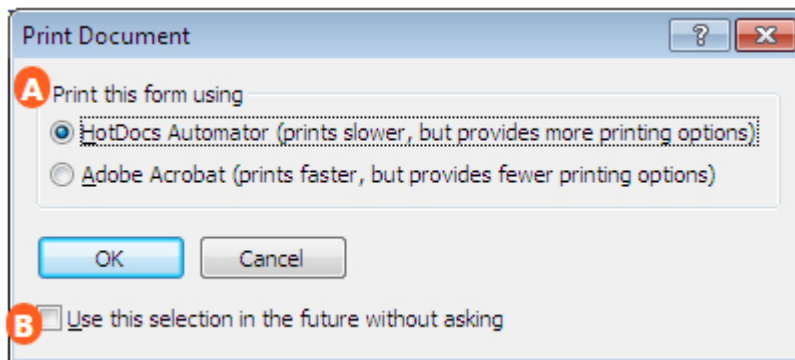 Print Document
?
A
Print this form using
HotDocs Automator (prints slower, but provides more printing options)
Adobe Acrobat (prints faster, but provides fewer printing options)
OK Cancel
B
Use this selection in the future without asking